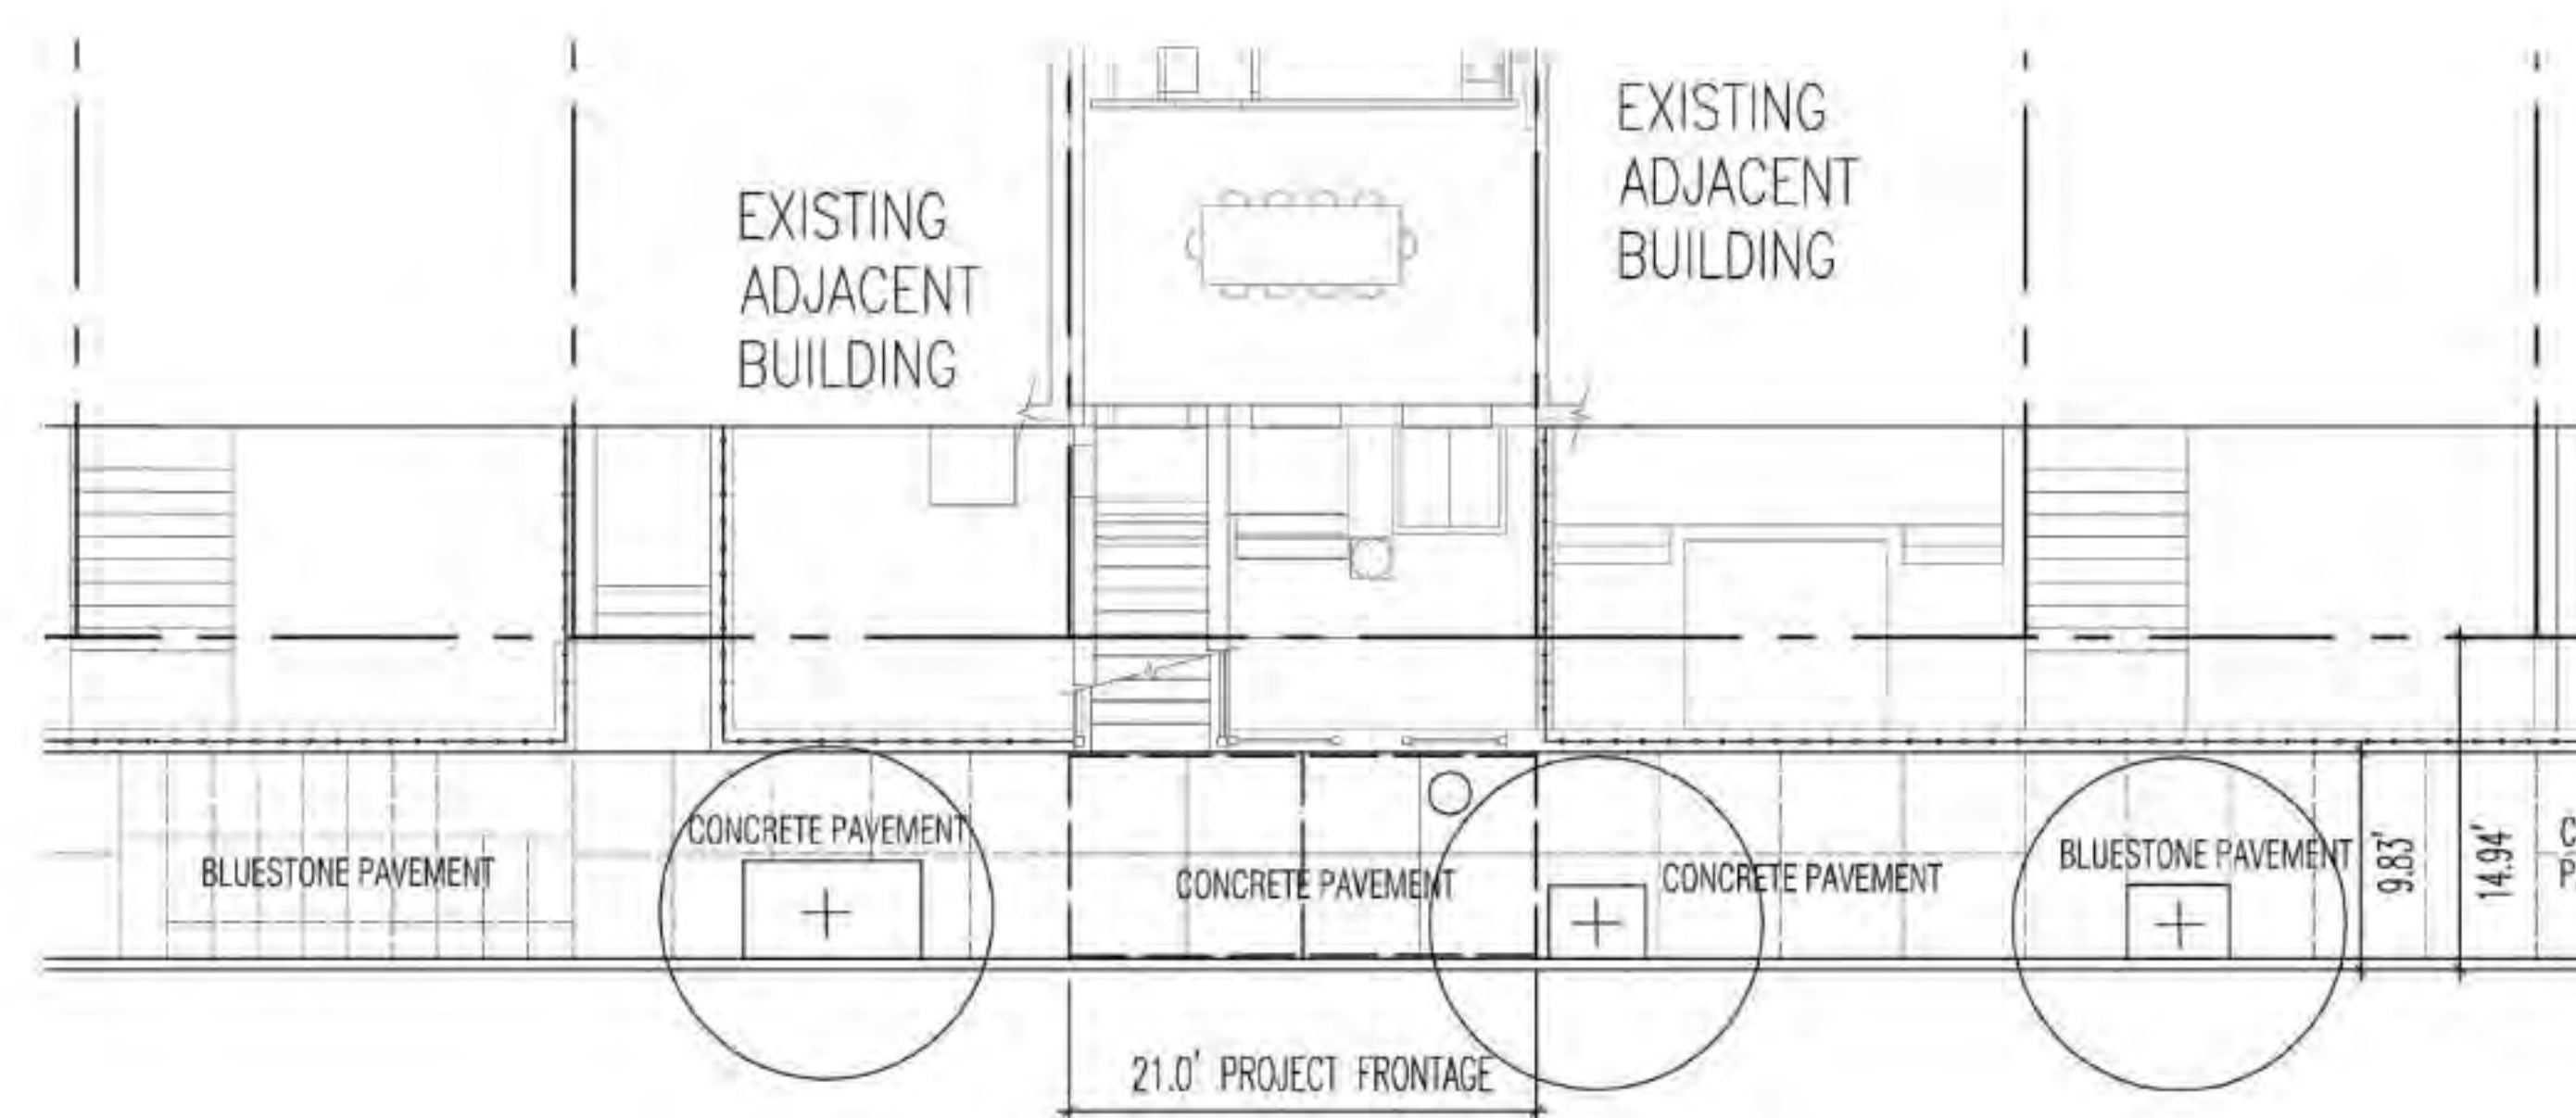 EXISTING
ADJACENT
BUILDING
EXISTING
ADJACENT
BUILDING
BLUESTONE PAVEMENT
CONCRETE PAVEMENT
CONCRETE PAVEMENT
CONCRETE PAVEMENT
BLUESTONE PAVEMENT
9.83'
14.94'
C
P
21.0' PROJECT FRONTAGE